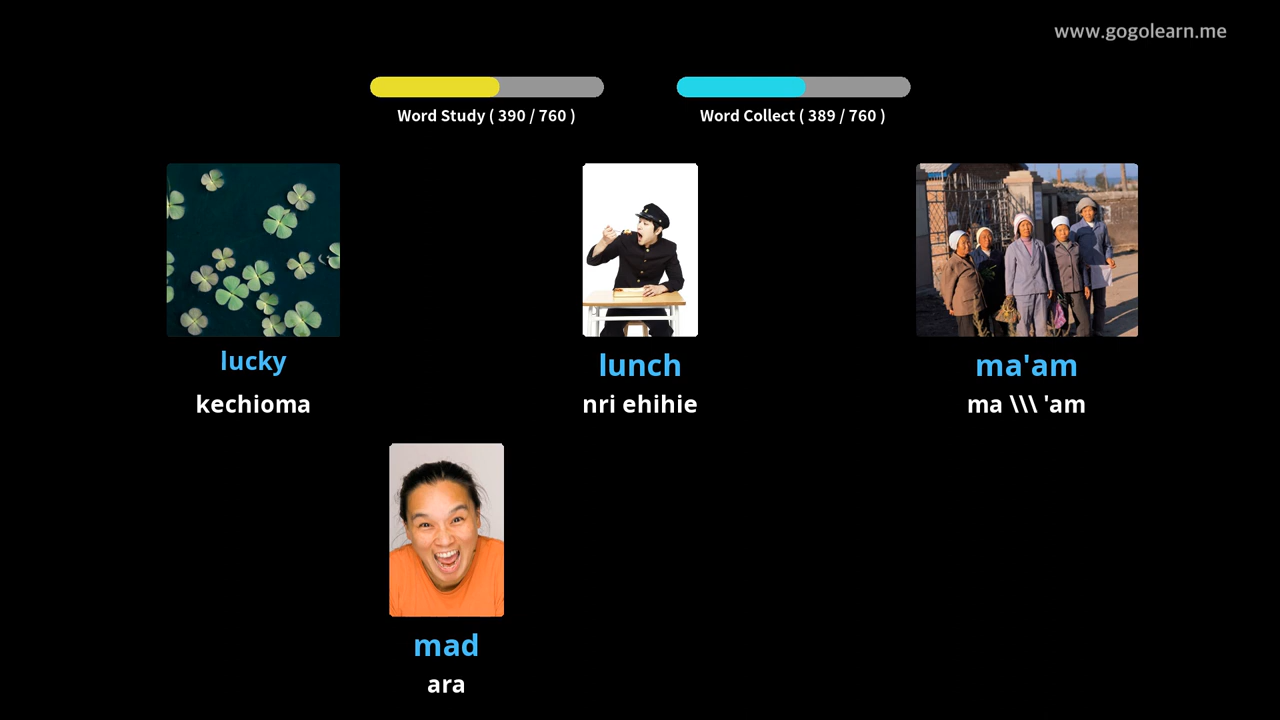 www.gogolearn.me
Word Study ( 390 / 760 )
Word Collect ( 389 / 760 )
lucky
lunch
ma'am
kechioma
nri ehihie
ma \\\ 'am
mad
ara